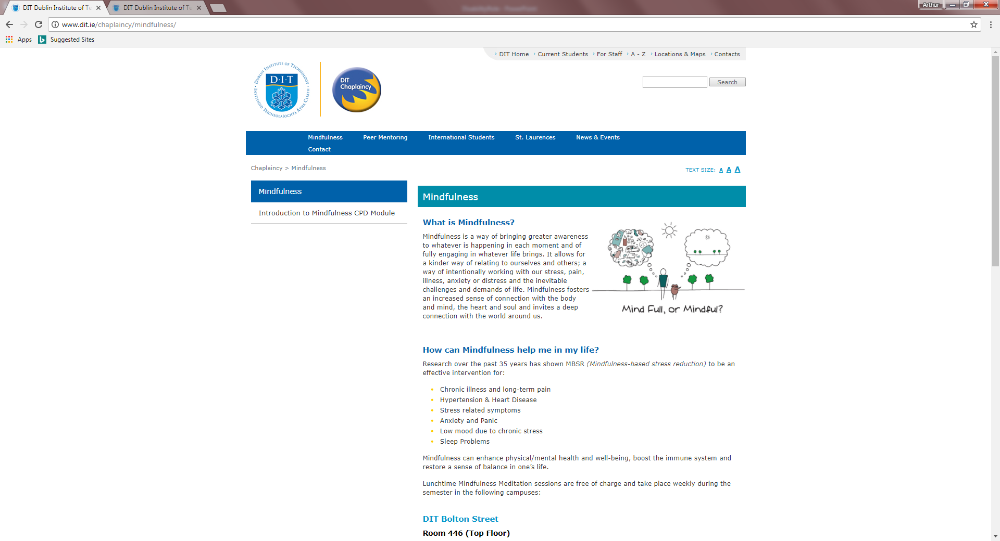 DIT Dublin Institute of Te
DIT Dublin Institute of Te
Arthur
www.dit.ie/chaplaincy/mindfulness/
Apps
Suggested Sites
DIT Home
Current Students
For Staff
A - Z
Locations & Maps
Contacts
DUBLIN INSTITUTE OF TECHNOLOGY
D·I·T
INSTITIÚID TEICNEOLAÍOCHTA ÁTHA CLIATH
DIT
Chaplaincy
Search
Mindfulness
Peer Mentoring
International Students
St. Laurences
News & Events
Contact
Chaplaincy > Mindfulness
TEXT SIZE: A A A
Mindfulness
Introduction to Mindfulness CPD Module
Mindfulness
What is Mindfulness?
Mindfulness is a way of bringing greater awareness
to whatever is happening in each moment and of
fully engaging in whatever life brings. It allows for
a kinder way of relating to ourselves and others; a
way of intentionally working with our stress, pain,
illness, anxiety or distress and the inevitable
challenges and demands of life. Mindfulness fosters
an increased sense of connection with the body
and mind, the heart and soul and invites a deep
connection with the world around us.
Mind Full, or Mindful?
How can Mindfulness help me in my life?
Research over the past 35 years has shown MBSR (Mindfulness-based stress reduction) to be an
effective intervention for:
Chronic illness and long-term pain
Hypertension & Heart Disease
Stress related symptoms
Anxiety and Panic
Low mood due to chronic stress
Sleep Problems
Mindfulness can enhance physical/mental health and well-being, boost the immune system and
restore a sense of balance in one’s life.
Lunchtime Mindfulness Meditation sessions are free of charge and take place weekly during the
semester in the following campuses:
DIT Bolton Street
Room 446 (Top Floor)